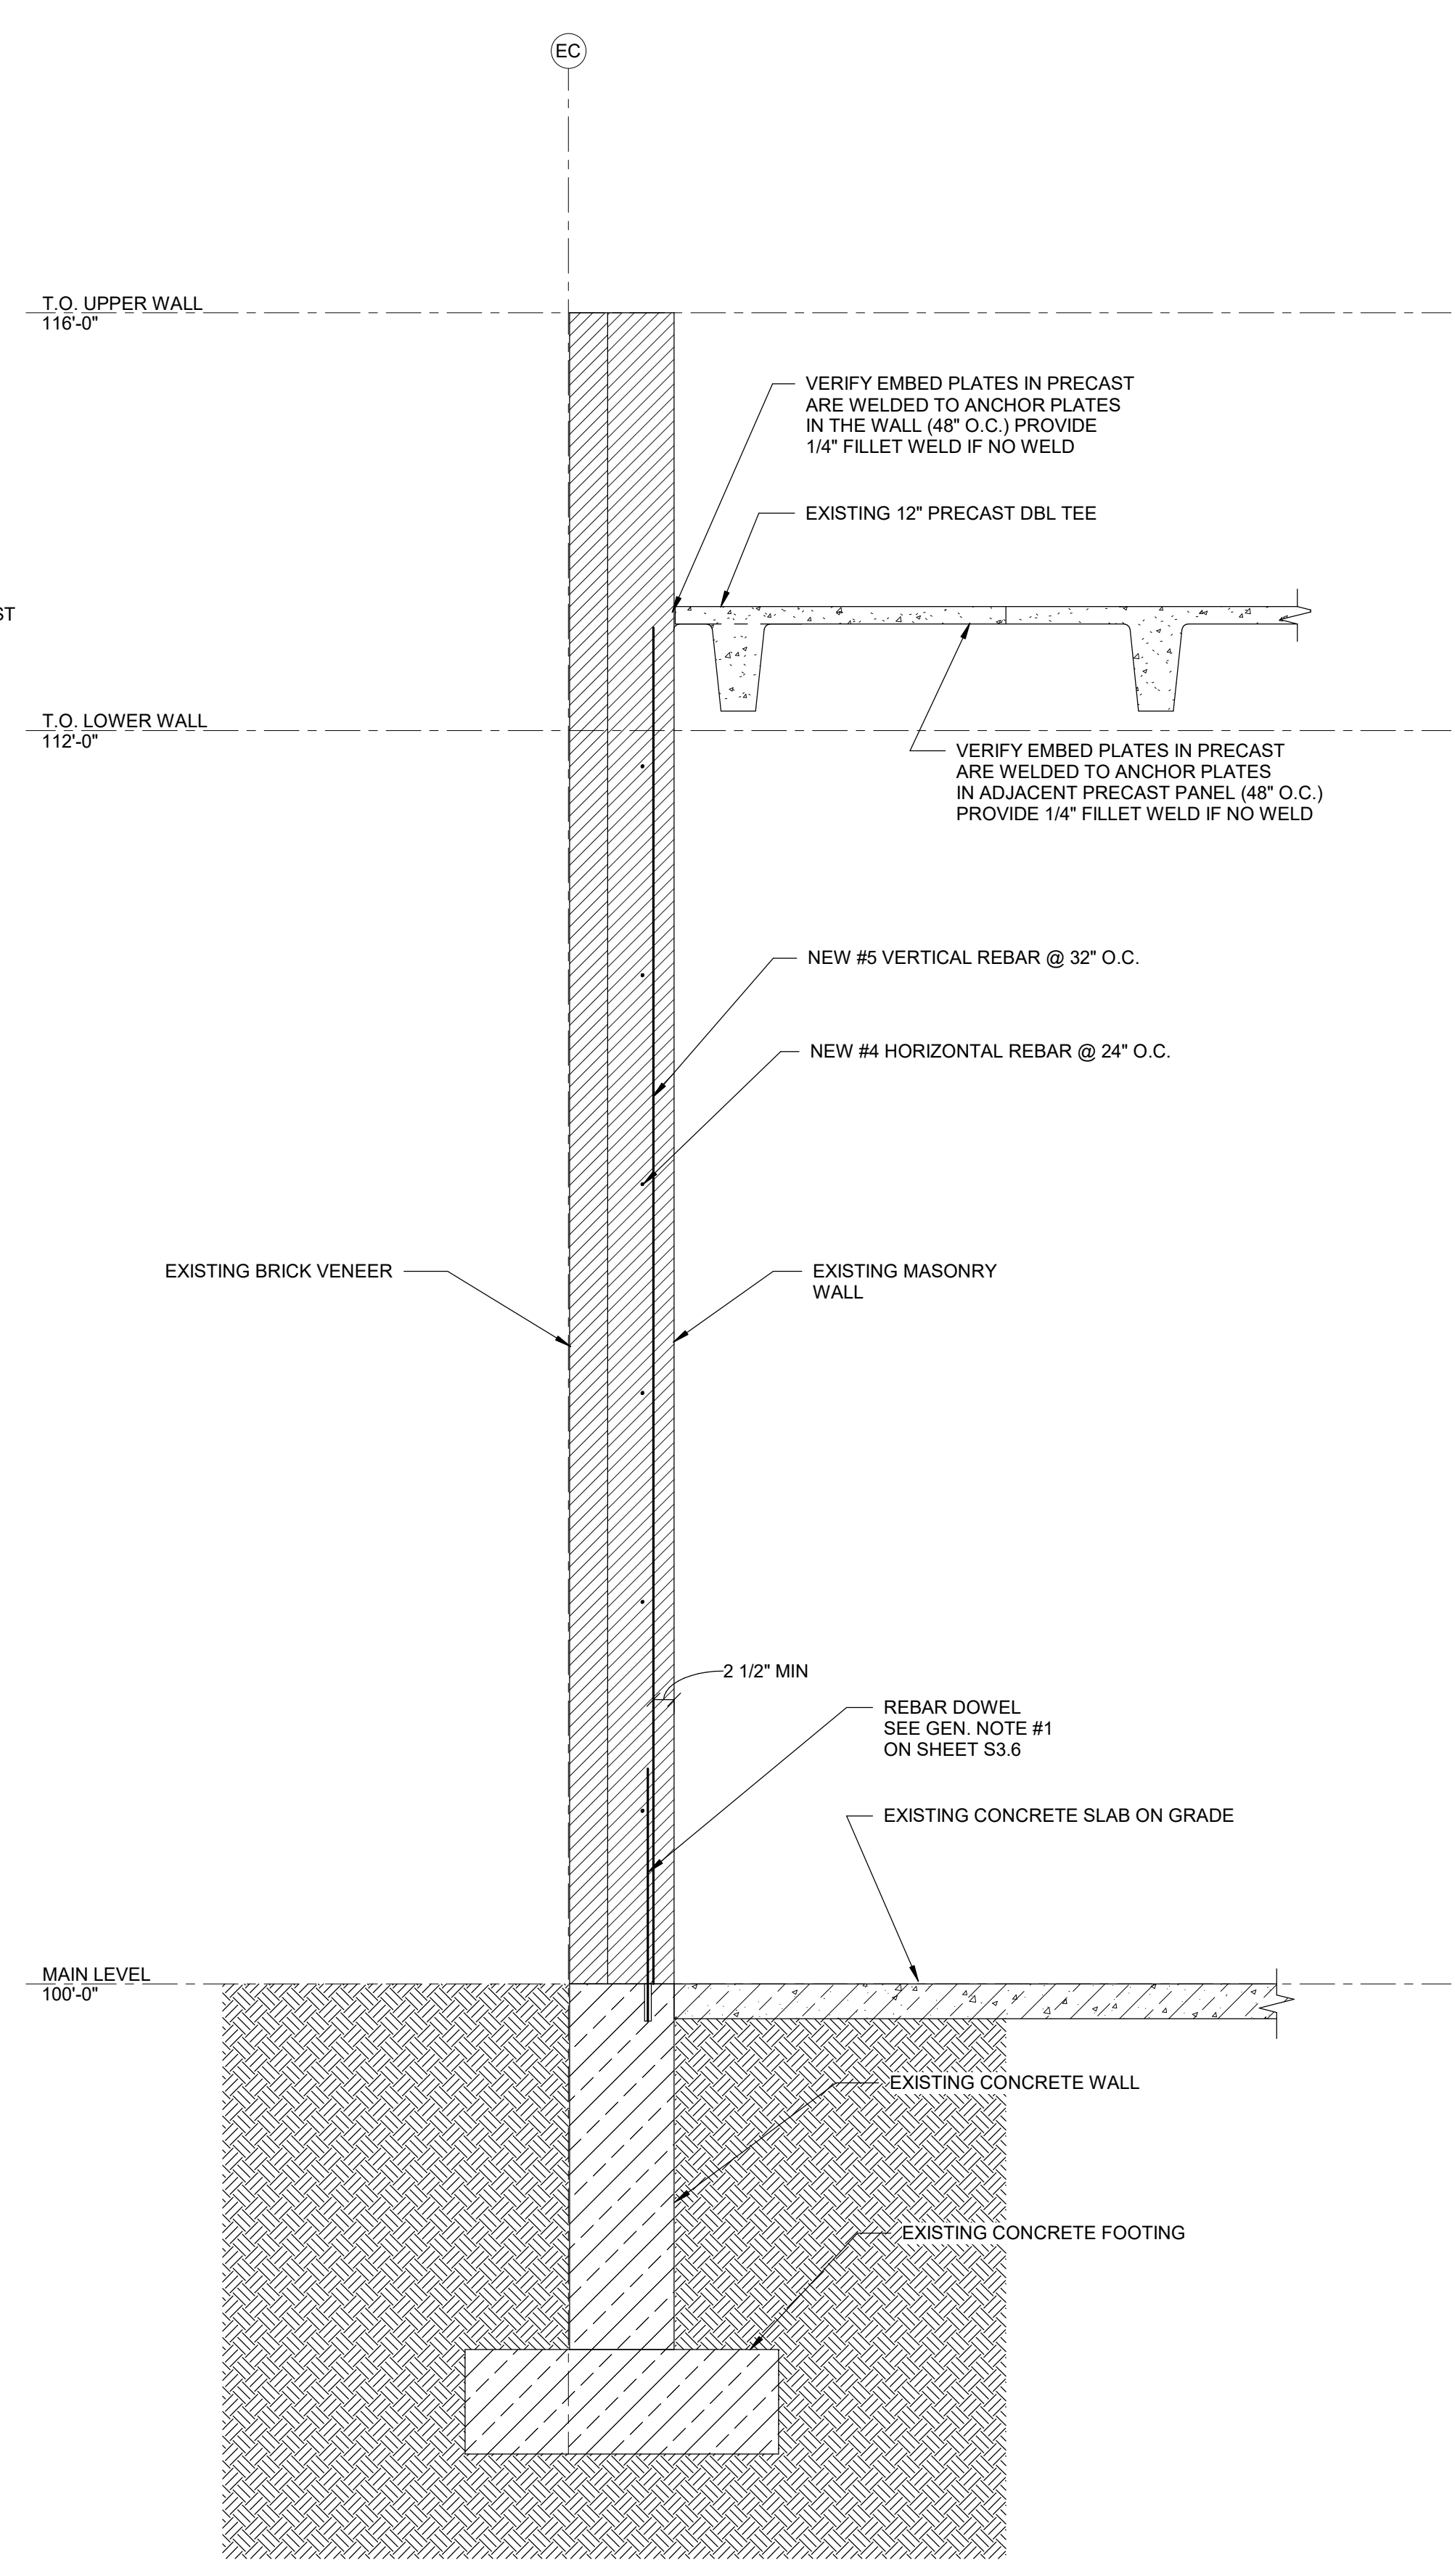 EC
T.O. UPPER WALL
116'-0"
VERIFY EMBED PLATES IN PRECAST
ARE WELDED TO ANCHOR PLATES
IN THE WALL (48" O.C.) PROVIDE
1/4" FILLET WELD IF NO WELD
EXISTING 12" PRECAST DBL TEE
ST
T.O. LOWER WALL
112'-0"
VERIFY EMBED PLATES IN PRECAST
ARE WELDED TO ANCHOR PLATES
IN ADJACENT PRECAST PANEL (48" O.C.)
PROVIDE 1/4" FILLET WELD IF NO WELD
NEW #5 VERTICAL REBAR @ 32" O.C.
NEW #4 HORIZONTAL REBAR @ 24" O.C.
EXISTING BRICK VENEER
EXISTING MASONRY
WALL
2 1/2" MIN
REBAR DOWEL
SEE GEN. NOTE #1
ON SHEET S3.6
EXISTING CONCRETE SLAB ON GRADE
MAIN LEVEL
100'-0"
EXISTING CONCRETE WALL
EXISTING CONCRETE FOOTING